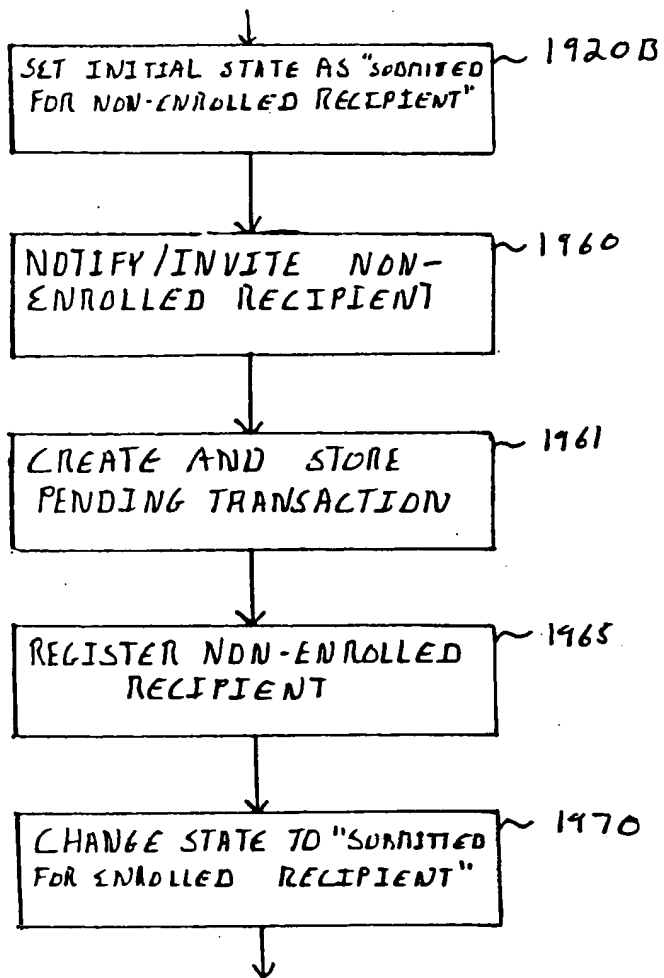 SET INITIAL STATE AS "SUBMITED
FOR NON-ENROLLED RECIPIENT"
1920B
NOTIFY/INVITE NON-
ENROLLED RECIPIENT
1960
CREATE AND STORE
PENDING TRANSACTION
1961
REGISTER NON-ENROLLED
RECIPIENT
1965
CHANGE STATE TO "SUBMITTED
FOR ENROLLED RECIPIENT"
1970